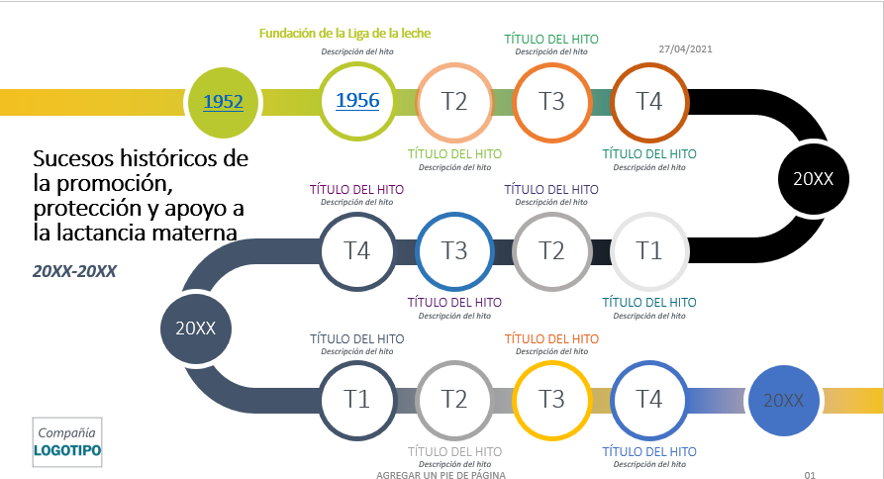 Fundación de la Liga de la leche
Descripción del hito
TÍTULO DEL HITO
Descripción del hito
27/04/2021
1952
1956
T2
T3
T4
TÍTULO DEL HITO
Descripción del hito
TÍTULO DEL HITO
Descripción del hito
Sucesos históricos de
la promoción,
protección y apoyo a
la lactancia materna
20XX-20XX
20XX
TÍTULO DEL HITO
Descripción del hito
TÍTULO DEL HITO
Descripción del hito
T4
T3
T2
T1
TÍTULO DEL HITO
Descripción del hito
TÍTULO DEL HITO
Descripción del hito
20XX
TÍTULO DEL HITO
Descripción del hito
TÍTULO DEL HITO
Descripción del hito
T1
T2
T3
T4
20XX
TÍTULO DEL HITO
Descripción del hito
TÍTULO DEL HITO
Descripción del hito
Compañía
LOGOTIPO
AGREGAR UN PIE DE PÁGINA
01